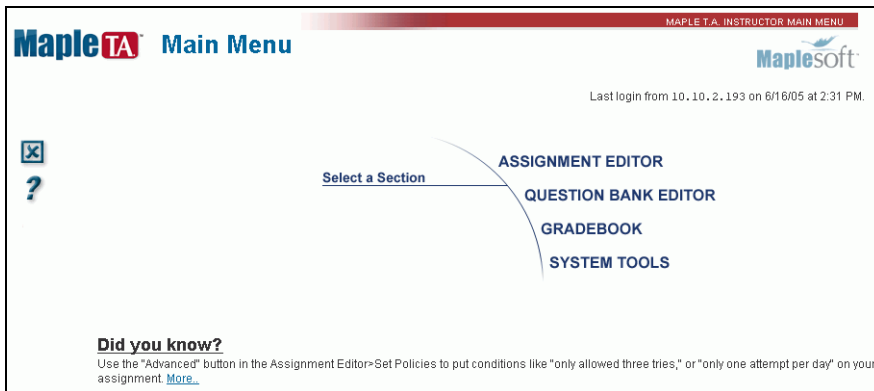 MAPLE T.A. INSTRUCTOR MAIN MENU
Maple TA Main Menu
Maplesoft
Last login from 10.10.2.193 on 6/16/05 at 2:31 PM.
ASSIGNMENT EDITOR
Select a Section
QUESTION BANK EDITOR
GRADEBOOK
SYSTEM TOOLS
?
Did you know?
Use the "Advanced" button in the Assignment Editor>Set Policies to put conditions like "only allowed three tries," or "only one attempt per day" on your
assignment. More..